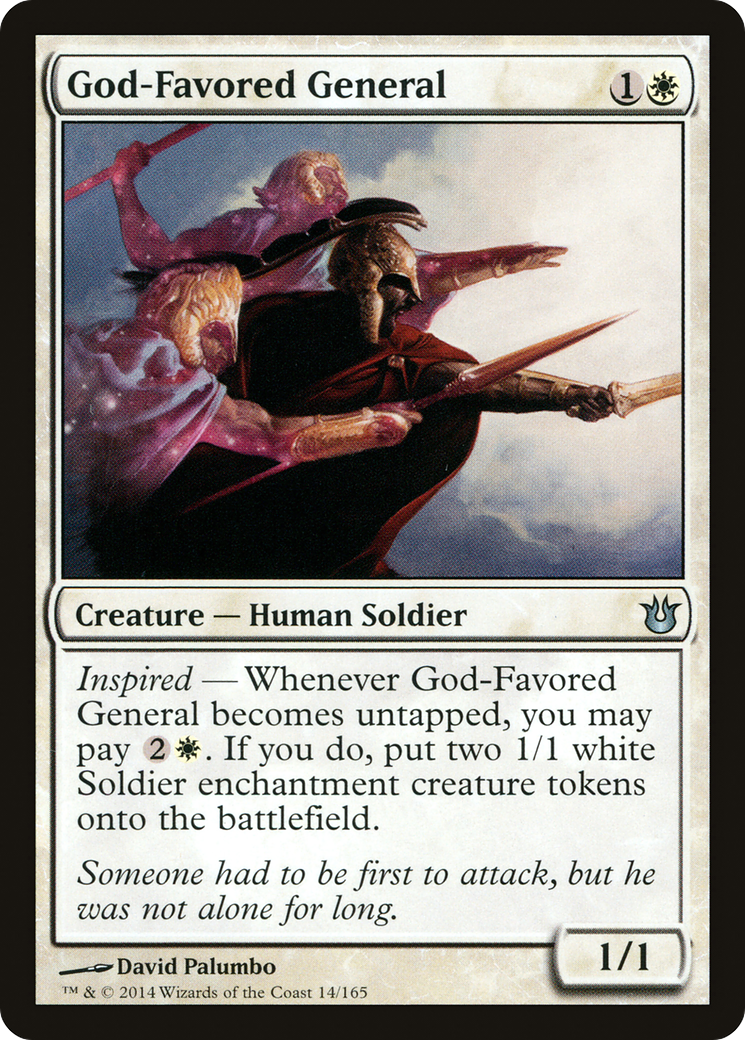 God-Favored General 1
Creature — Human Soldier
Inspired — Whenever God-Favored
General becomes untapped, you may
pay 2. If you do, put two 1/1 white
Soldier enchantment creature tokens
onto the battlefield.
Someone had to be first to attack, but he
was not alone for long.
1/1
David Palumbo
™ & © 2014 Wizards of the Coast 14/165